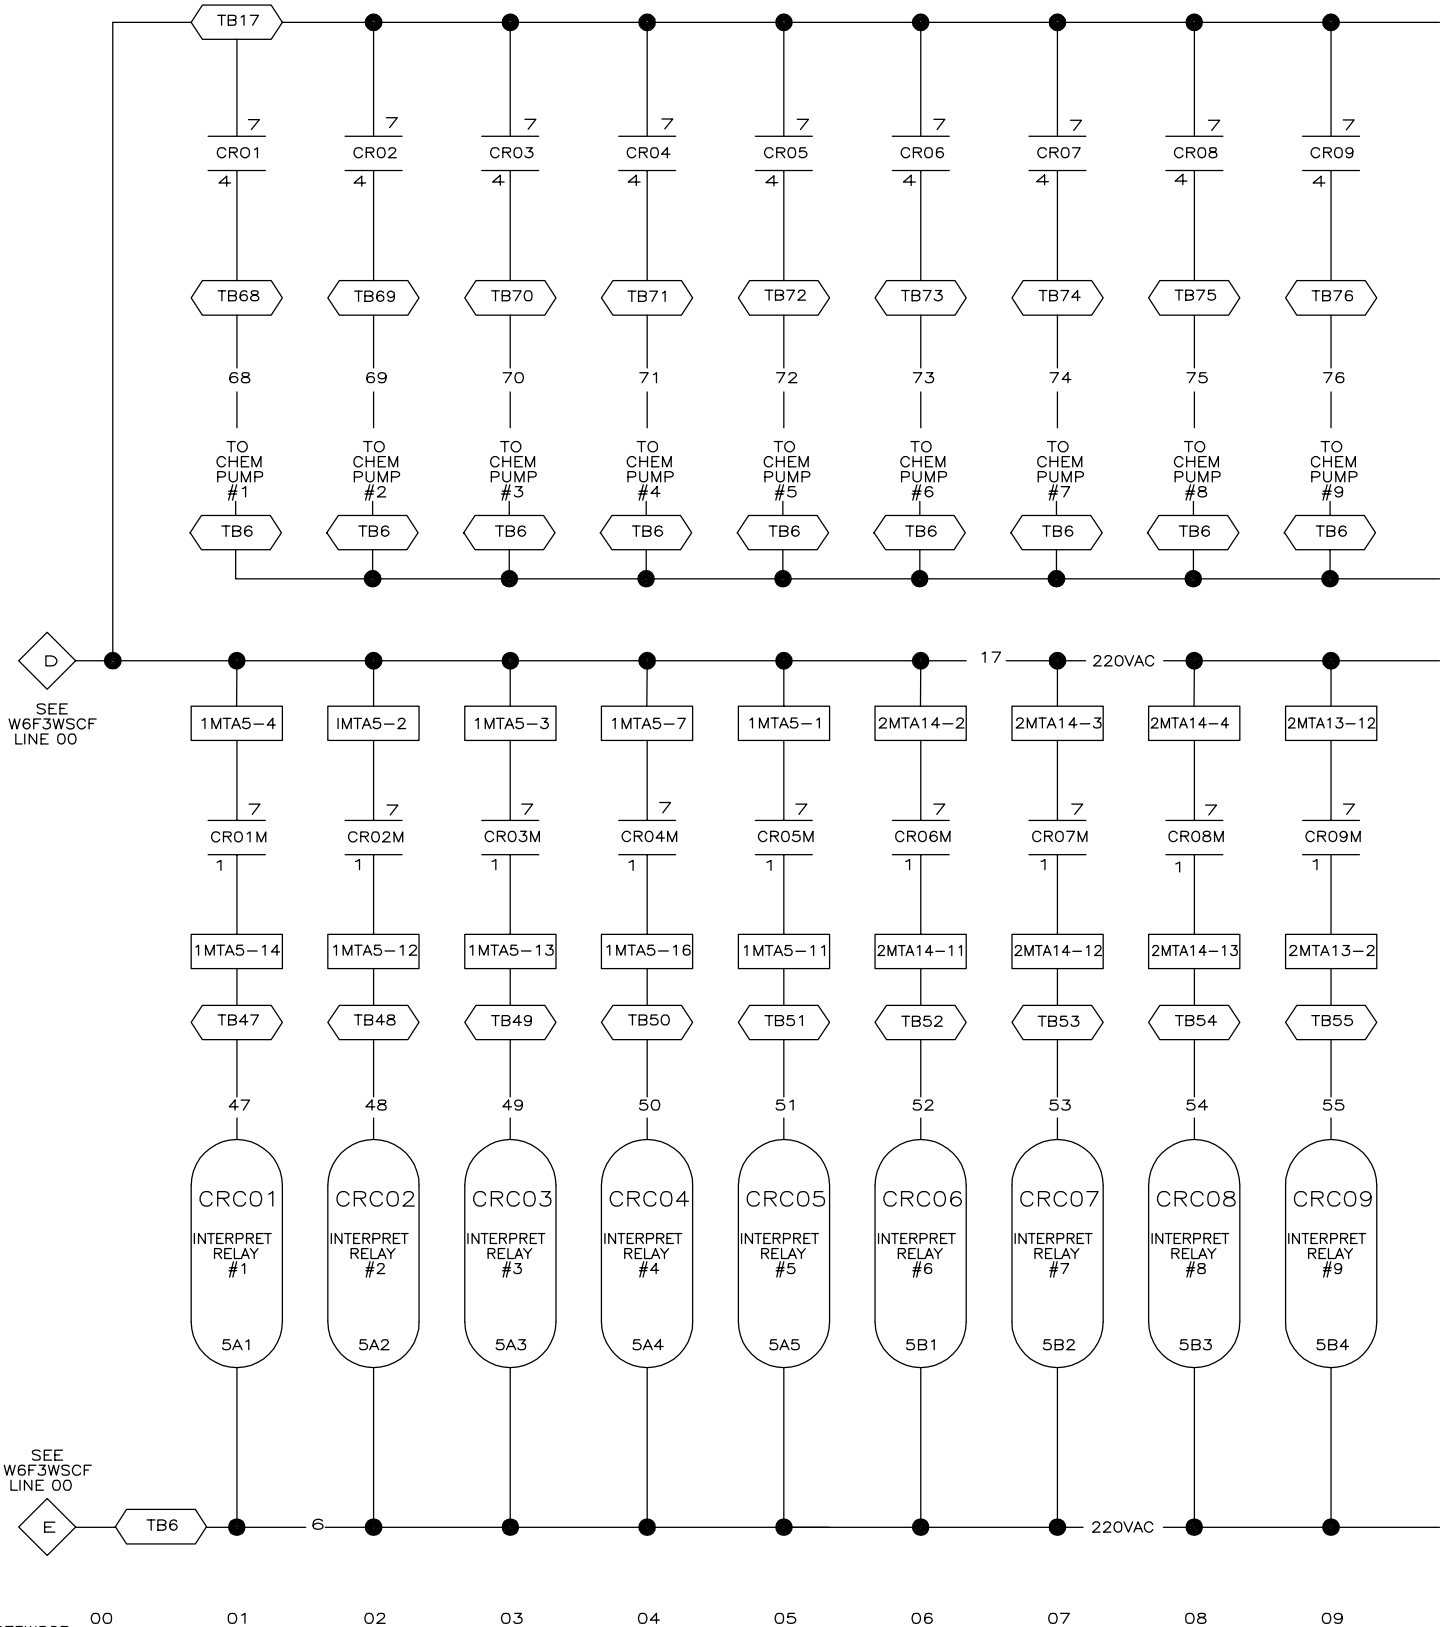 TB17
7 7 7 7 7 7 7 7 7
CR01 CR02 CR03 CR04 CR05 CR06 CR07 CR08 CR09
4 4 4 4 4 4 4 4 4
TB68 TB69 TB70 TB71 TB72 TB73 TB74 TB75 TB76
68 69 70 71 72 73 74 75 76
TO TO TO TO TO TO TO TO TO
CHEM CHEM CHEM CHEM CHEM CHEM CHEM CHEM CHEM
PUMP PUMP PUMP PUMP PUMP PUMP PUMP PUMP PUMP
#1 #2 #3 #4 #5 #6 #7 #8 #9
TB6 TB6 TB6 TB6 TB6 TB6 TB6 TB6 TB6
D 17 220VAC
SEE
W6F3WSCF
LINE 00
1MTA5-4 IMTA5-2 1MTA5-3 1MTA5-7 1MTA5-1 2MTA14-2 2MTA14-3 2MTA14-4 2MTA13-12
7 7 7 7 7 7 7 7 7
CR01M CR02M CR03M CR04M CR05M CR06M CR07M CR08M CR09M
1 1 1 1 1 1 1 1 1
1MTA5-14 1MTA5-12 1MTA5-13 1MTA5-16 1MTA5-11 2MTA14-11 2MTA14-12 2MTA14-13 2MTA13-2
TB47 TB48 TB49 TB50 TB51 TB52 TB53 TB54 TB55
47 48 49 50 51 52 53 54 55
CRC01 CRC02 CRC03 CRC04 CRC05 CRC06 CRC07 CRC08 CRC09
INTERPRET INTERPRET INTERPRET INTERPRET INTERPRET INTERPRET INTERPRET INTERPRET INTERPRET
RELAY RELAY RELAY RELAY RELAY RELAY RELAY RELAY RELAY
#1 #2 #3 #4 #5 #6 #7 #8 #9
5A1 5A2 5A3 5A4 5A5 5B1 5B2 5B3 5B4
SEE
W6F3WSCF
LINE 00
E TB6 6 220VAC
00 01 02 03 04 05 06 07 08 09